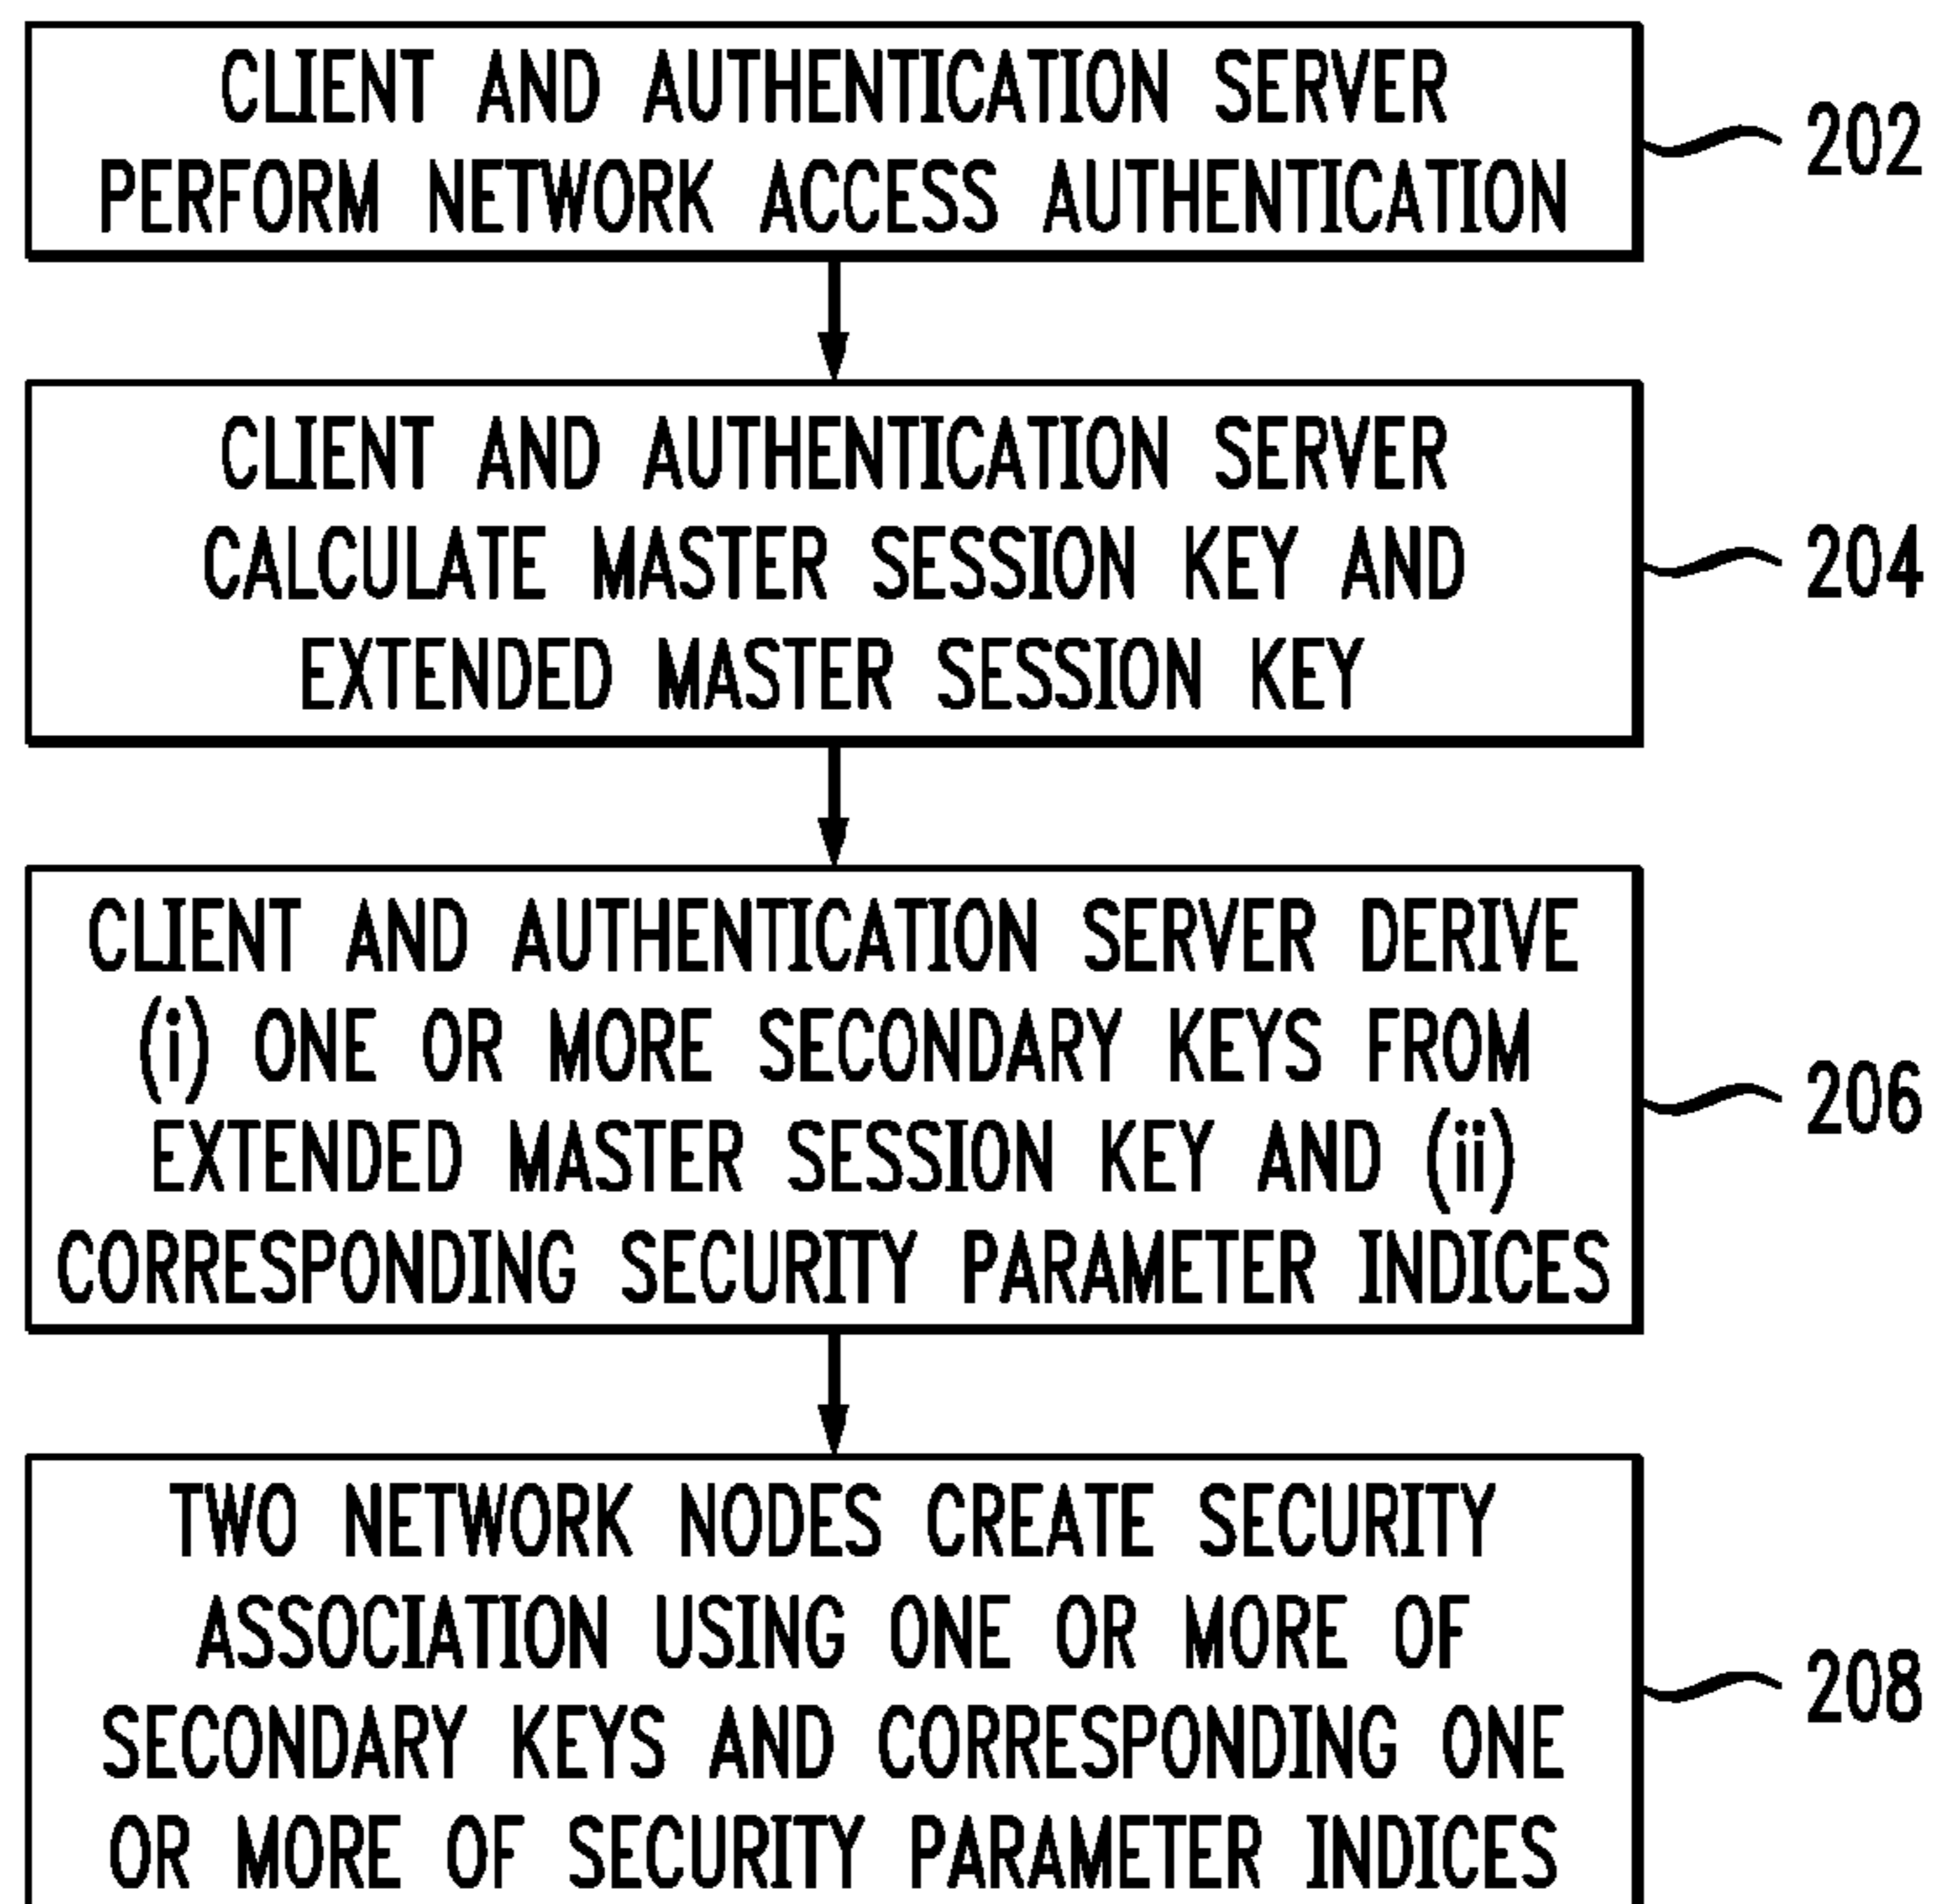 CLIENT AND AUTHENTICATION SERVER
PERFORM NETWORK ACCESS AUTHENTICATION
202
CLIENT AND AUTHENTICATION SERVER
CALCULATE MASTER SESSION KEY AND
EXTENDED MASTER SESSION KEY
204
CLIENT AND AUTHENTICATION SERVER DERIVE
(i) ONE OR MORE SECONDARY KEYS FROM
EXTENDED MASTER SESSION KEY AND (ii)
CORRESPONDING SECURITY PARAMETER INDICES
206
TWO NETWORK NODES CREATE SECURITY
ASSOCIATION USING ONE OR MORE OF
SECONDARY KEYS AND CORRESPONDING ONE
OR MORE OF SECURITY PARAMETER INDICES
208